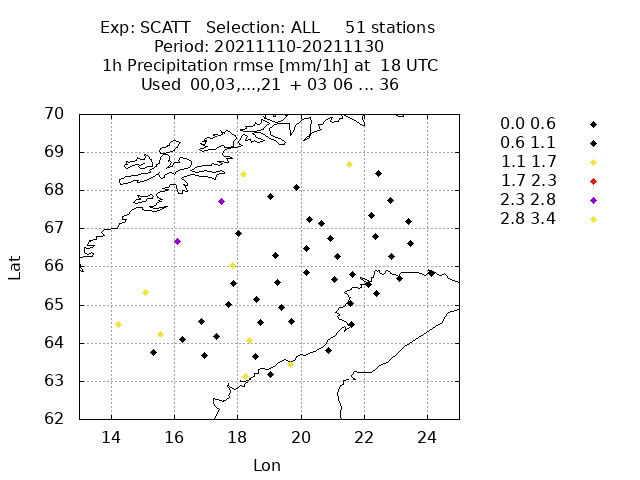 Exp: SCATT Selection: ALL 51 stations
Period: 20211110-20211130
1h Precipitation rmse [mm/1h] at 18 UTC
Used 00,03,...,21 + 03 06 ... 36
70
69
68
67
66
65
64
63
62
Lat
14 16 18 20 22 24
Lon
0.0 0.6
0.6 1.1
1.1 1.7
1.7 2.3
2.3 2.8
2.8 3.4